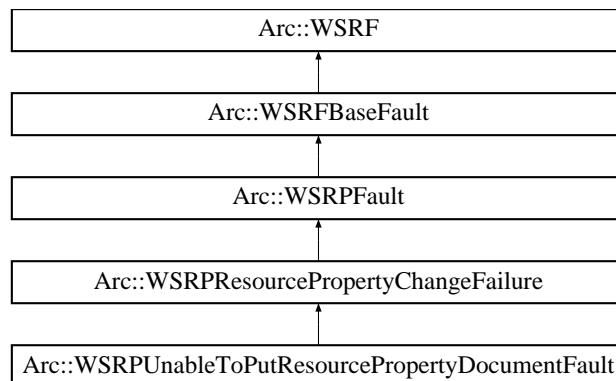 Arc::WSRF
Arc::WSRFBaseFault
Arc::WSRPFault
Arc::WSRPResourcePropertyChangeFailure
Arc::WSRPUnableToPutResourcePropertyDocumentFault